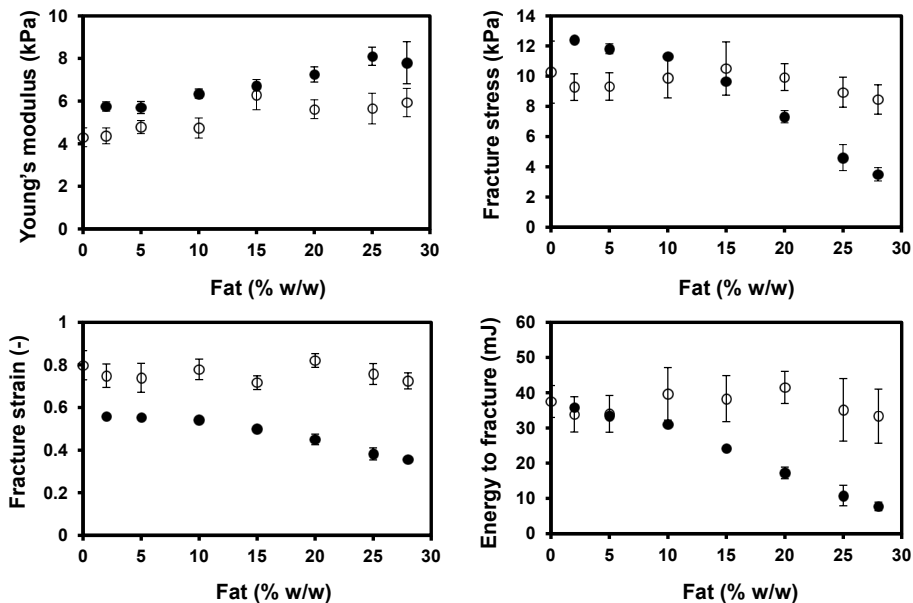 Young's modulus (kPa)
10
8
6
4
2
0
0 5 10 15 20 25 30
Fat (% w/w)
Fracture stress (kPa)
14
12
10
8
6
4
2
0
0 5 10 15 20 25 30
Fat (% w/w)
Fracture strain (-)
1
0.8
0.6
0.4
0.2
0
0 5 10 15 20 25 30
Fat (% w/w)
Energy to fracture (mJ)
60
50
40
30
20
10
0
0 5 10 15 20 25 30
Fat (% w/w)